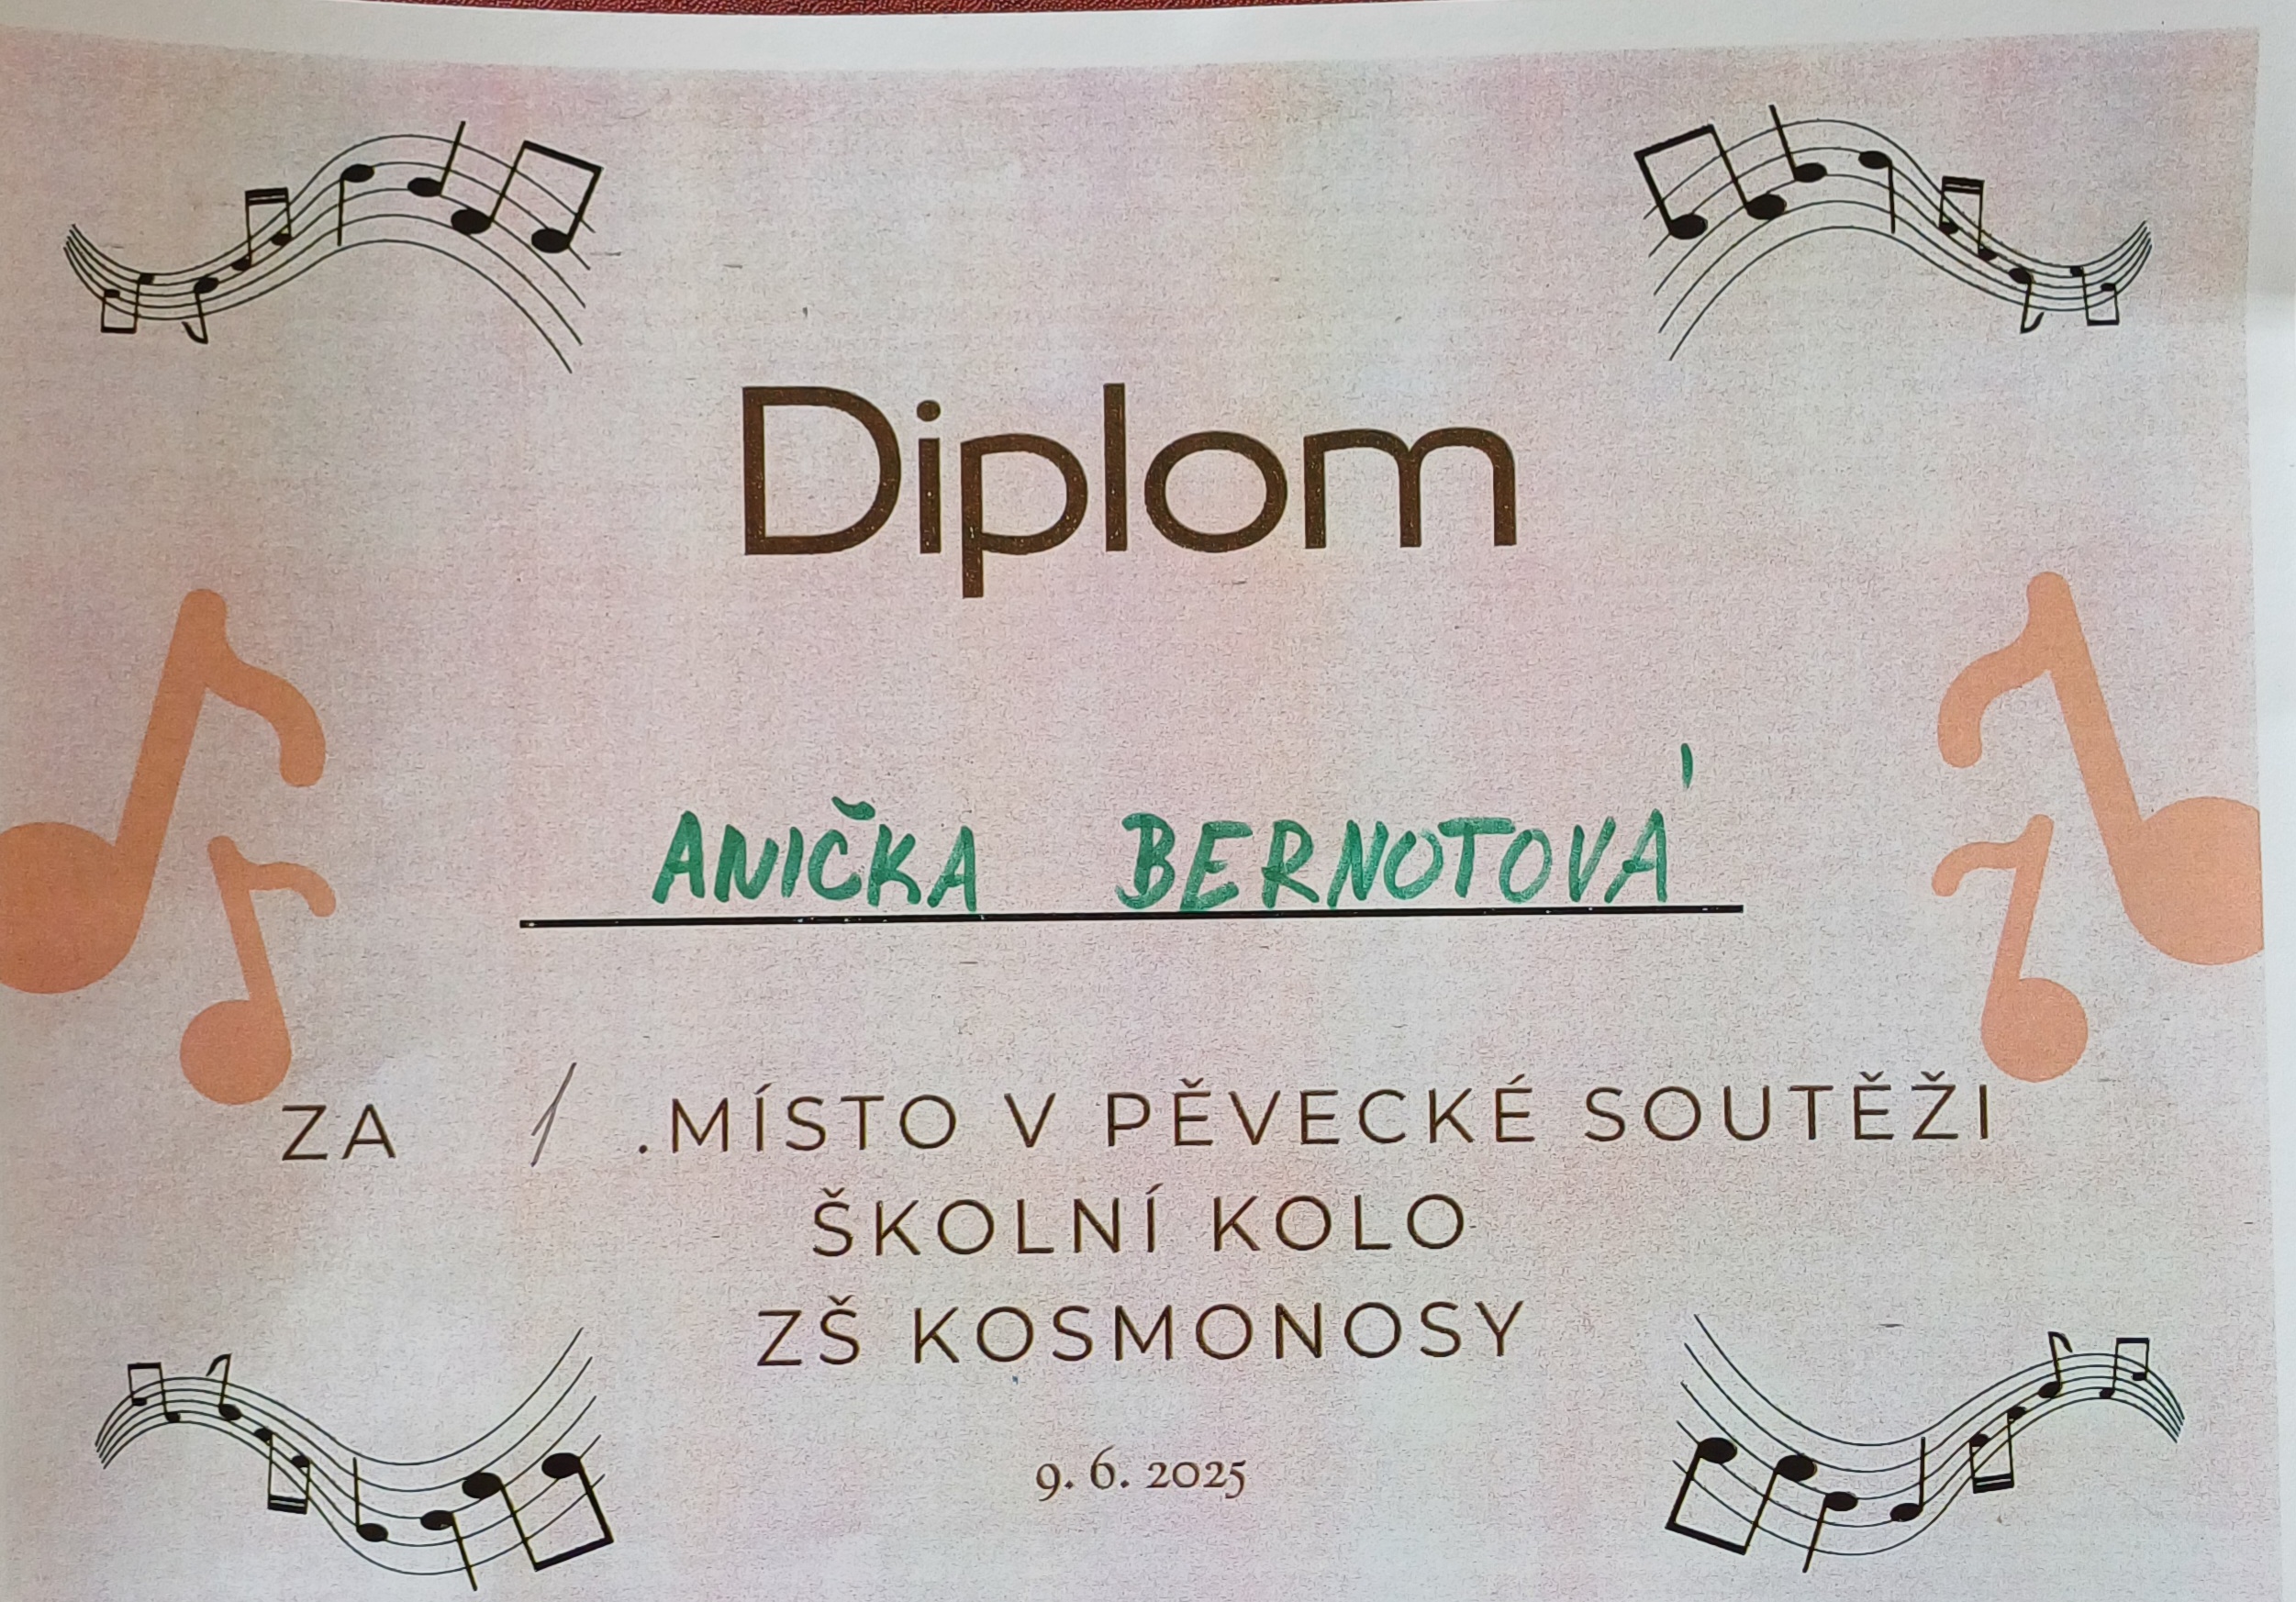 Diplom
ANIČKA BERNOTOVÁ
ZA 1 .MÍSTO V PĚVECKÉ SOUTĚŽI
ŠKOLNÍ KOLO
ZŠ KOSMONOSY
9. 6. 2025